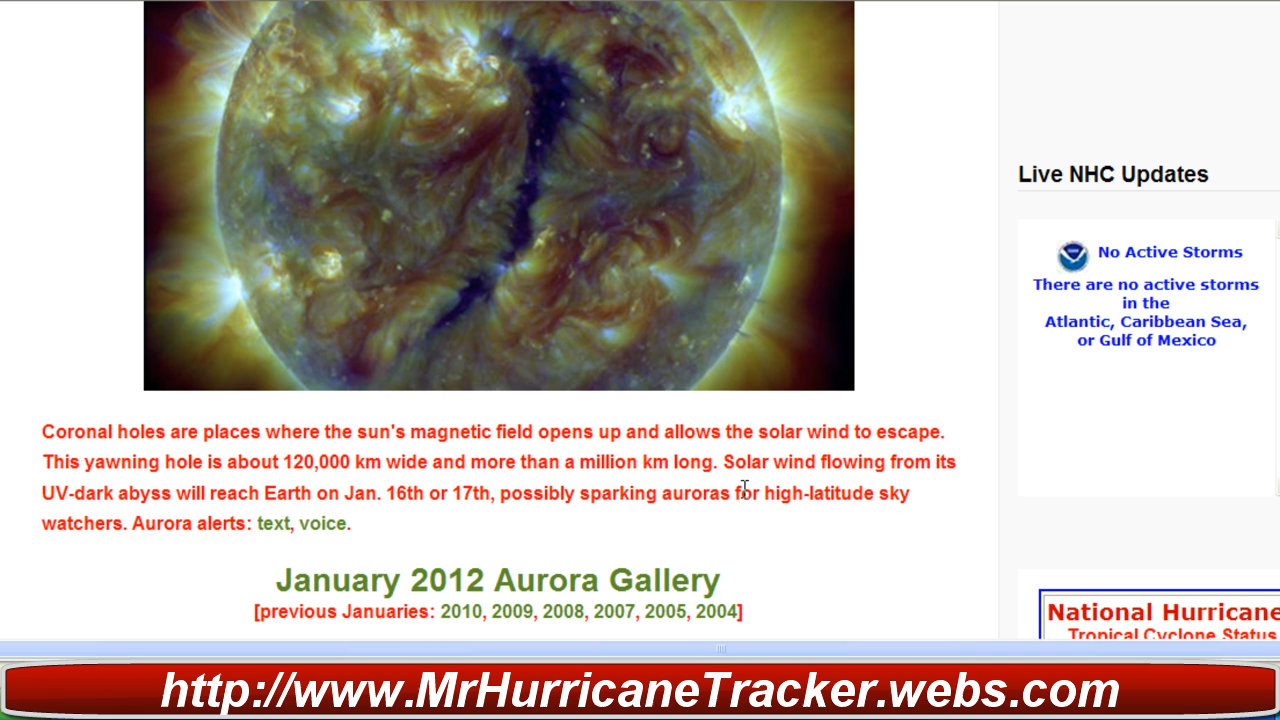 Live NHC Updates
No Active Storms
There are no active storms
in the
Atlantic, Caribbean Sea,
or Gulf of Mexico
Coronal holes are places where the sun's magnetic field opens up and allows the solar wind to escape.
This yawning hole is about 120,000 km wide and more than a million km long. Solar wind flowing from its
UV-dark abyss will reach Earth on Jan. 16th or 17th, possibly sparking auroras for high-latitude sky
watchers. Aurora alerts: text, voice.
January 2012 Aurora Gallery
[previous Januaries: 2010, 2009, 2008, 2007, 2005, 2004]
National Hurricane
Tropical Cyclone Status
http://www.MrHurricaneTracker.webs.com